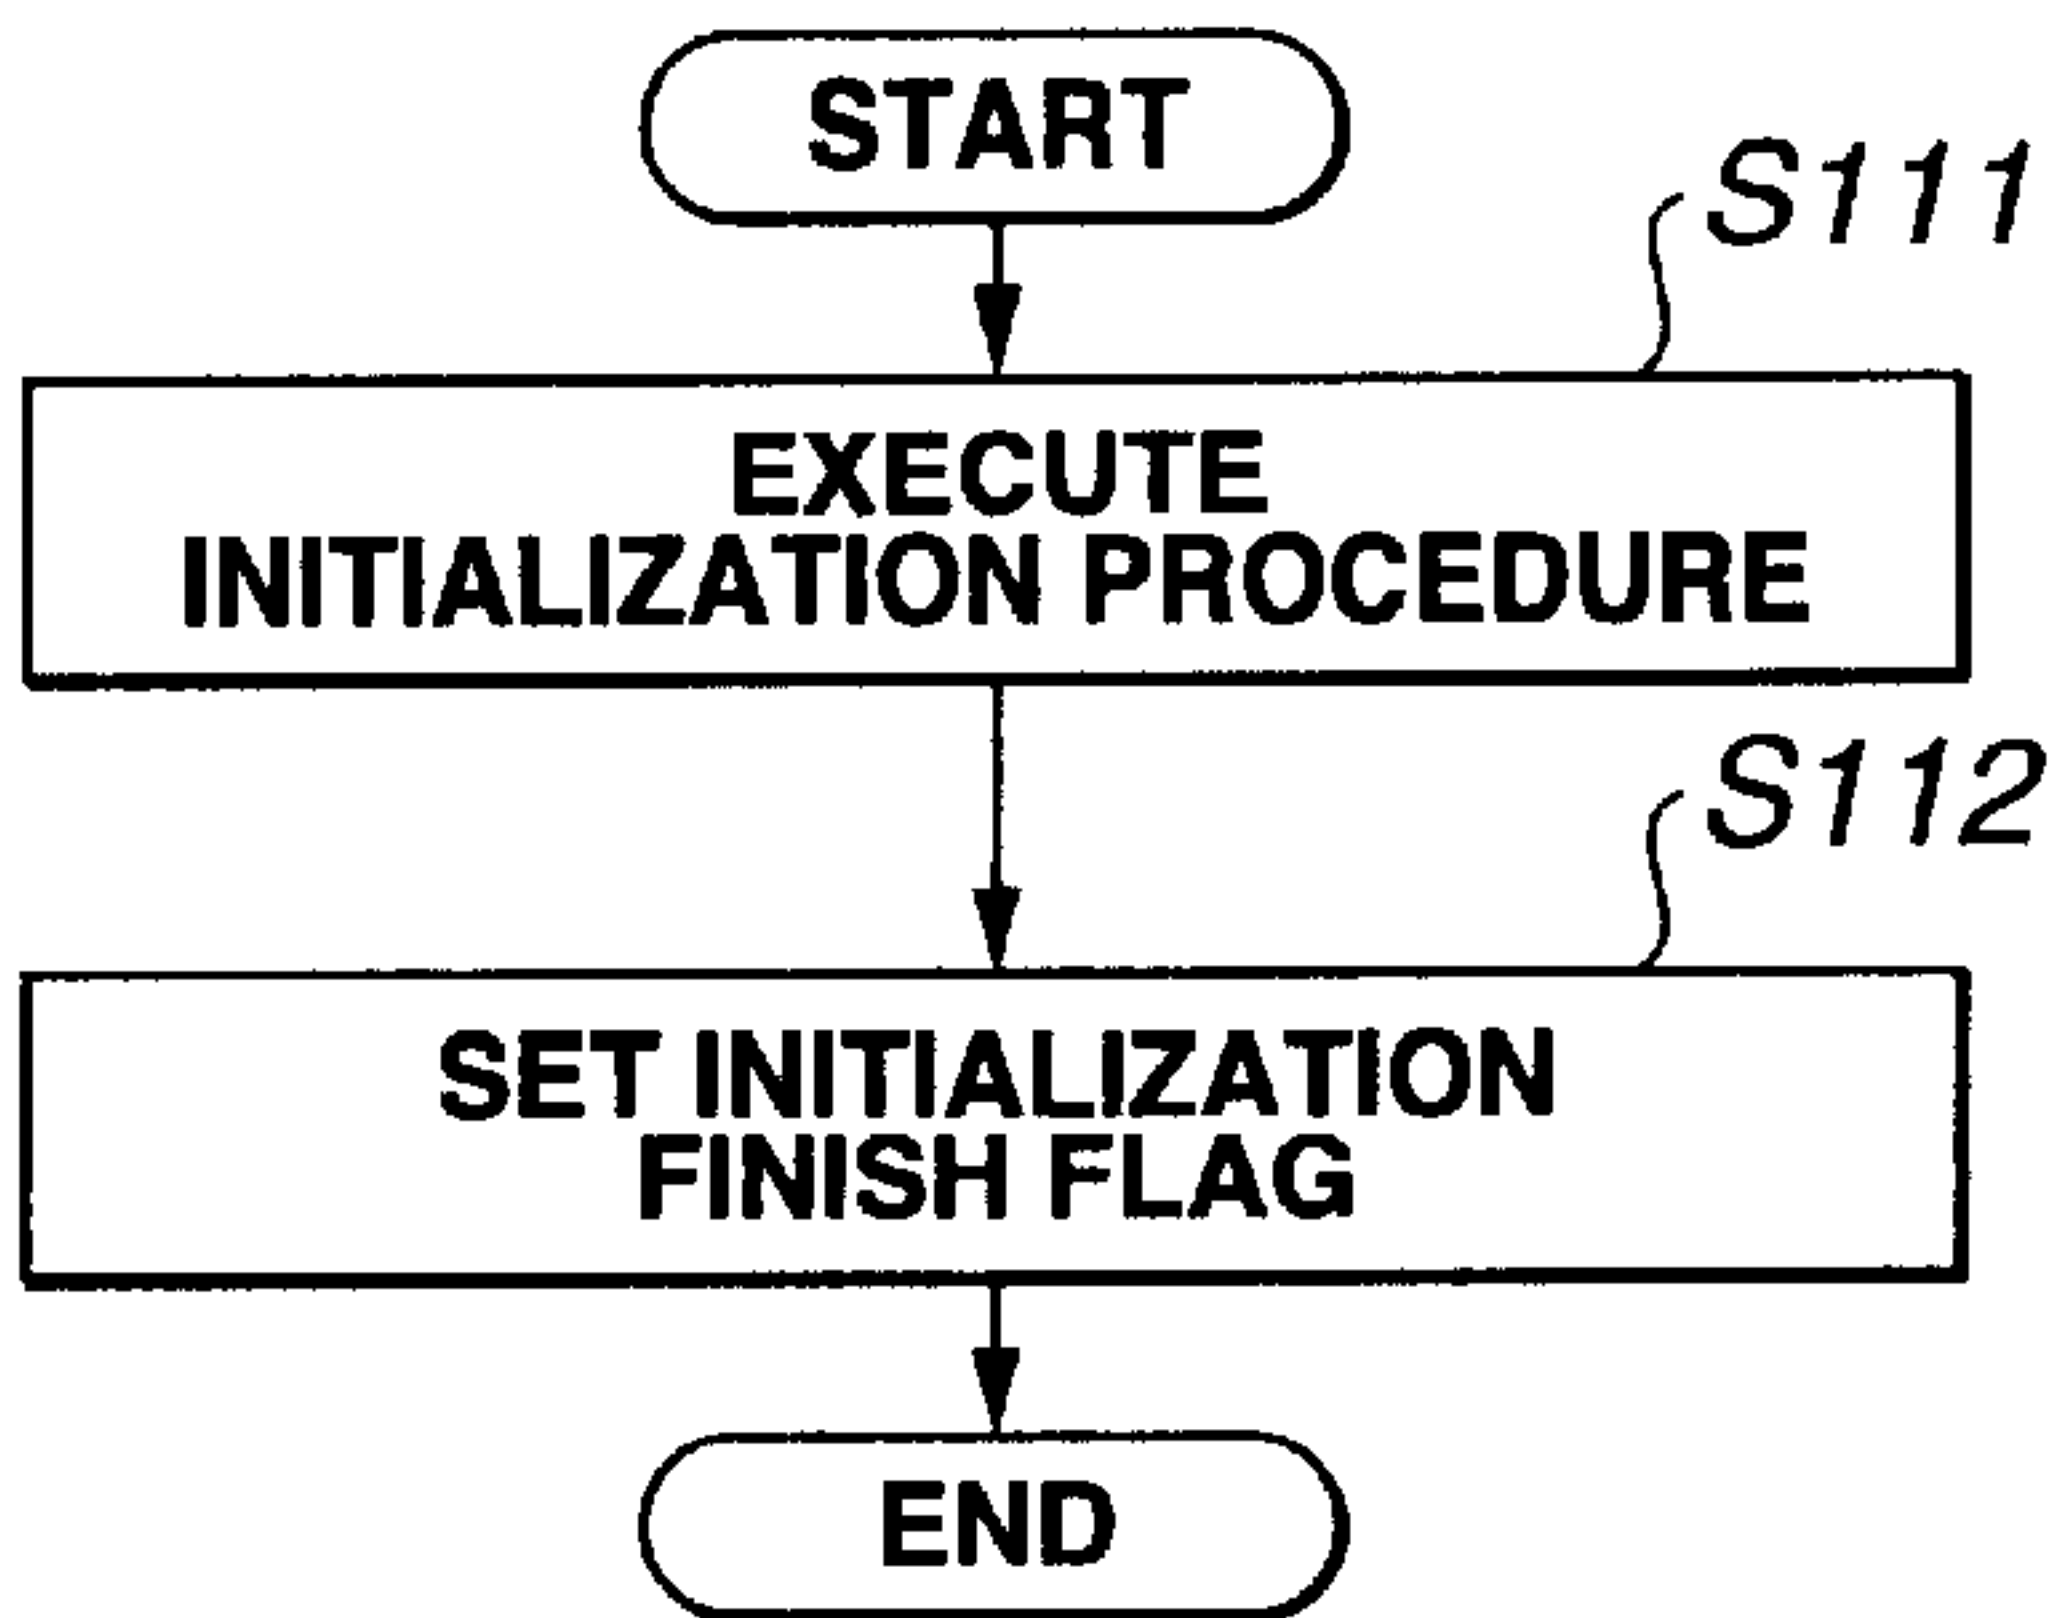 START
S111
EXECUTE
INITIALIZATION PROCEDURE
S112
SET INITIALIZATION
FINISH FLAG
END